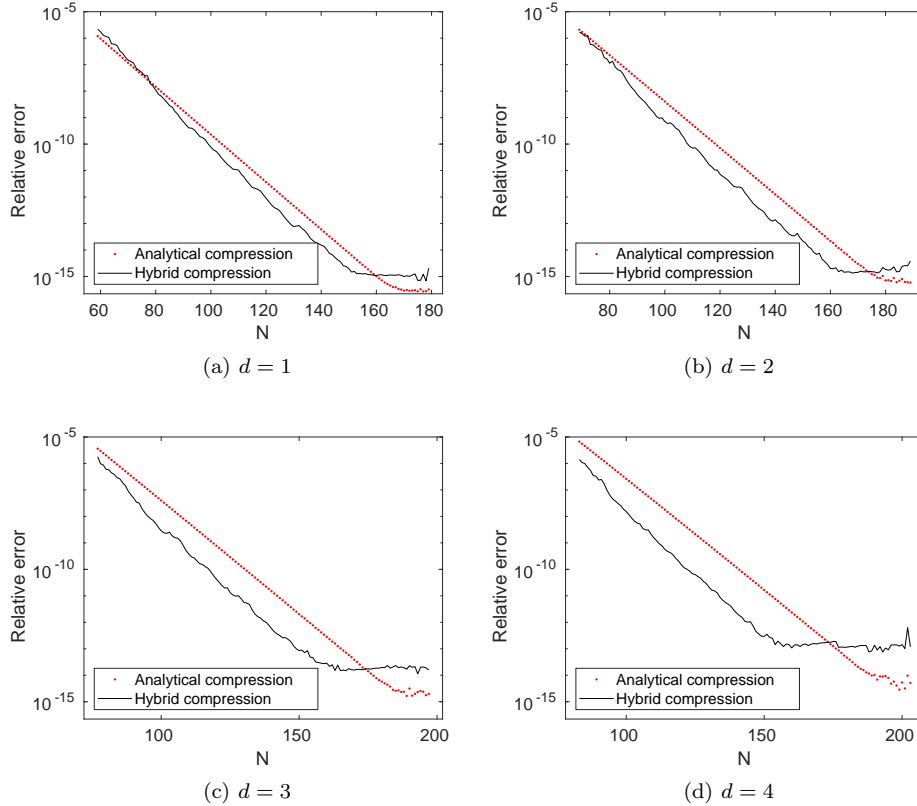 10^-5
10^-10
10^-15
Relative error
Analytical compression
Hybrid compression
60 80 100 120 140 160 180
N
(a) d = 1
10^-5
10^-10
10^-15
Relative error
Analytical compression
Hybrid compression
80 100 120 140 160 180
N
(b) d = 2
10^-5
10^-10
10^-15
Relative error
Analytical compression
Hybrid compression
100 150 200
N
(c) d = 3
10^-5
10^-10
10^-15
Relative error
Analytical compression
Hybrid compression
100 150 200
N
(d) d = 4